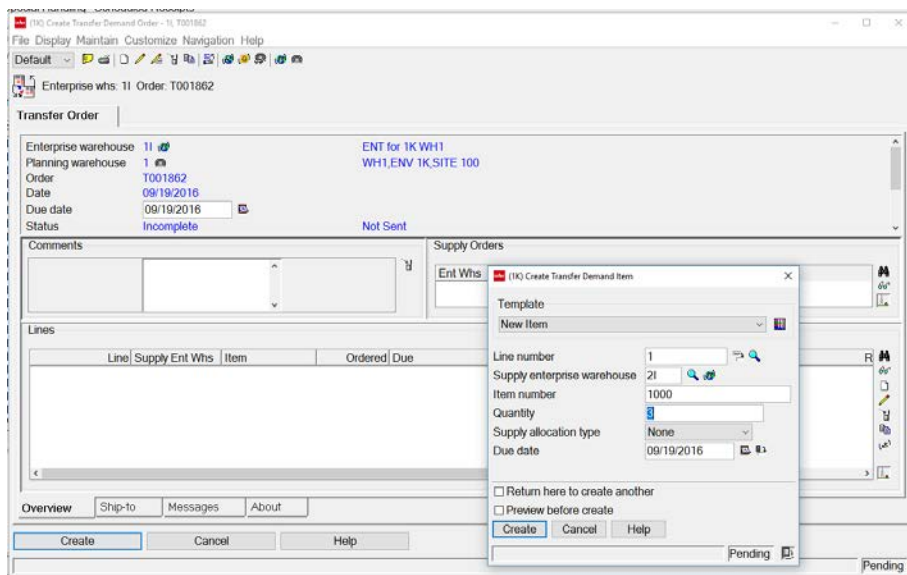 (1K) Create Transfer Demand Order - 1I, T001862
File Display Maintain Customize Navigation Help
Default
Enterprise whs: 1I Order: T001862
Transfer Order
Enterprise warehouse 1I ENT for 1K WH1
Planning warehouse 1 WH1,ENV 1K,SITE 100
Order T001862
Date 09/19/2016
Due date 09/19/2016
Status Incomplete Not Sent
Comments
Supply Orders
Ent Whs
Lines
Line Supply Ent Whs Item Ordered Due R
(1K) Create Transfer Demand Item
Template
New Item
Line number 1
Supply enterprise warehouse 2I
Item number 1000
Quantity 3
Supply allocation type None
Due date 09/19/2016
Return here to create another
Preview before create
Create Cancel Help
Pending
Overview Ship-to Messages About
Create Cancel Help
Pending